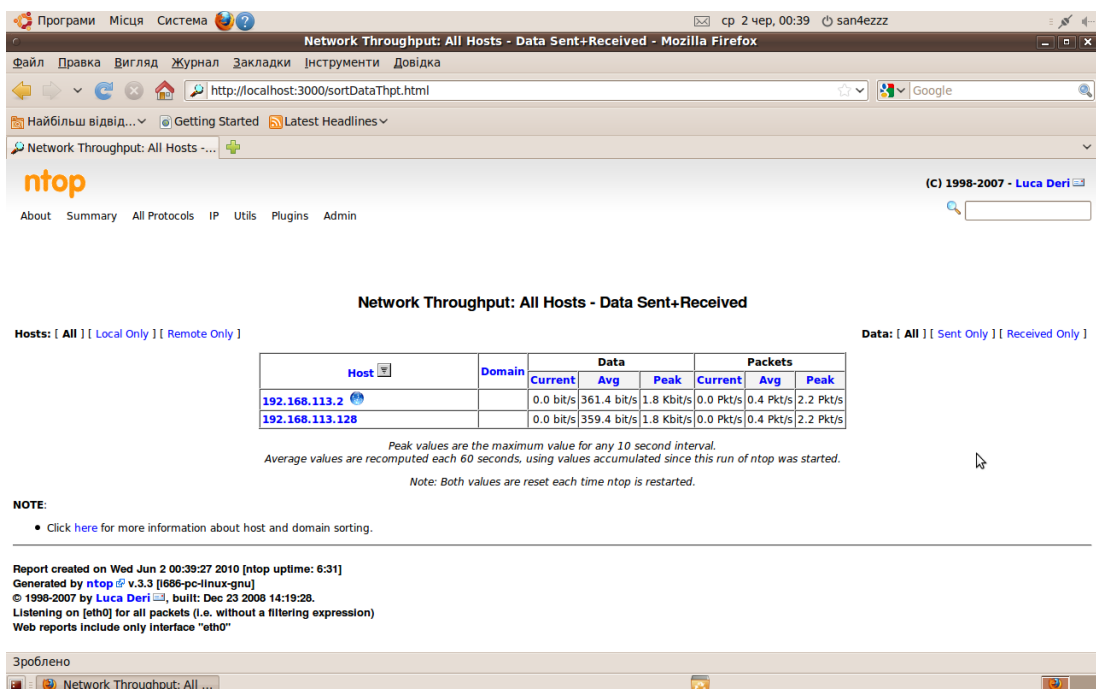 Програми Місця Система ср 2 чер, 00:39 san4ezzz
Network Throughput: All Hosts - Data Sent+Received - Mozilla Firefox
Файл Правка Вигляд Журнал Закладки Інструменти Довідка
http://localhost:3000/sortDataThpt.html Google
Найбільш відвід... Getting Started Latest Headlines
Network Throughput: All Hosts -...
ntop
(C) 1998-2007 - Luca Deri
About Summary All Protocols IP Utils Plugins Admin
Network Throughput: All Hosts - Data Sent+Received
Hosts: [ All ] [ Local Only ] [ Remote Only ] Data: [ All ] [ Sent Only ] [ Received Only ]
Host Domain Data Packets
Current Avg Peak Current Avg Peak
192.168.113.2 0.0 bit/s 361.4 bit/s 1.8 Kbit/s 0.0 Pkt/s 0.4 Pkt/s 2.2 Pkt/s
192.168.113.128 0.0 bit/s 359.4 bit/s 1.8 Kbit/s 0.0 Pkt/s 0.4 Pkt/s 2.2 Pkt/s
Peak values are the maximum value for any 10 second interval.
Average values are recomputed each 60 seconds, using values accumulated since this run of ntop was started.
Note: Both values are reset each time ntop is restarted.
NOTE:
• Click here for more information about host and domain sorting.
Report created on Wed Jun 2 00:39:27 2010 [ntop uptime: 6:31]
Generated by ntop v.3.3 [i686-pc-linux-gnu]
© 1998-2007 by Luca Deri, built: Dec 23 2008 14:19:28.
Listening on [eth0] for all packets (i.e. without a filtering expression)
Web reports include only interface "eth0"
Зроблено
Network Throughput: All ...